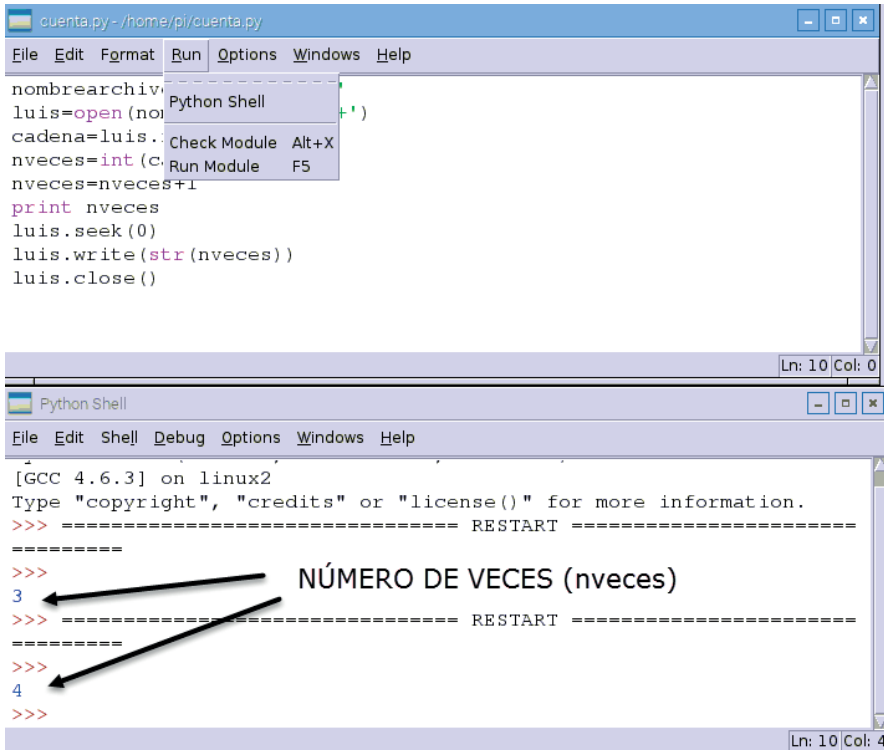 cuenta.py - /home/pi/cuenta.py
File Edit Format Run Options Windows Help
nombrearchiv '
luis=open(no +')
cadena=luis.
nveces=int(c
nveces=nveces+1
print nveces
luis.seek(0)
luis.write(str(nveces))
luis.close()
Python Shell
Check Module Alt+X
Run Module F5
Ln: 10 Col: 0
Python Shell
File Edit Shell Debug Options Windows Help
[GCC 4.6.3] on linux2
Type "copyright", "credits" or "license()" for more information.
>>> ================================ RESTART =======================
=========
>>>
NÚMERO DE VECES (nveces)
3
>>> ================================ RESTART =======================
=========
>>>
4
>>>
Ln: 10 Col: 4